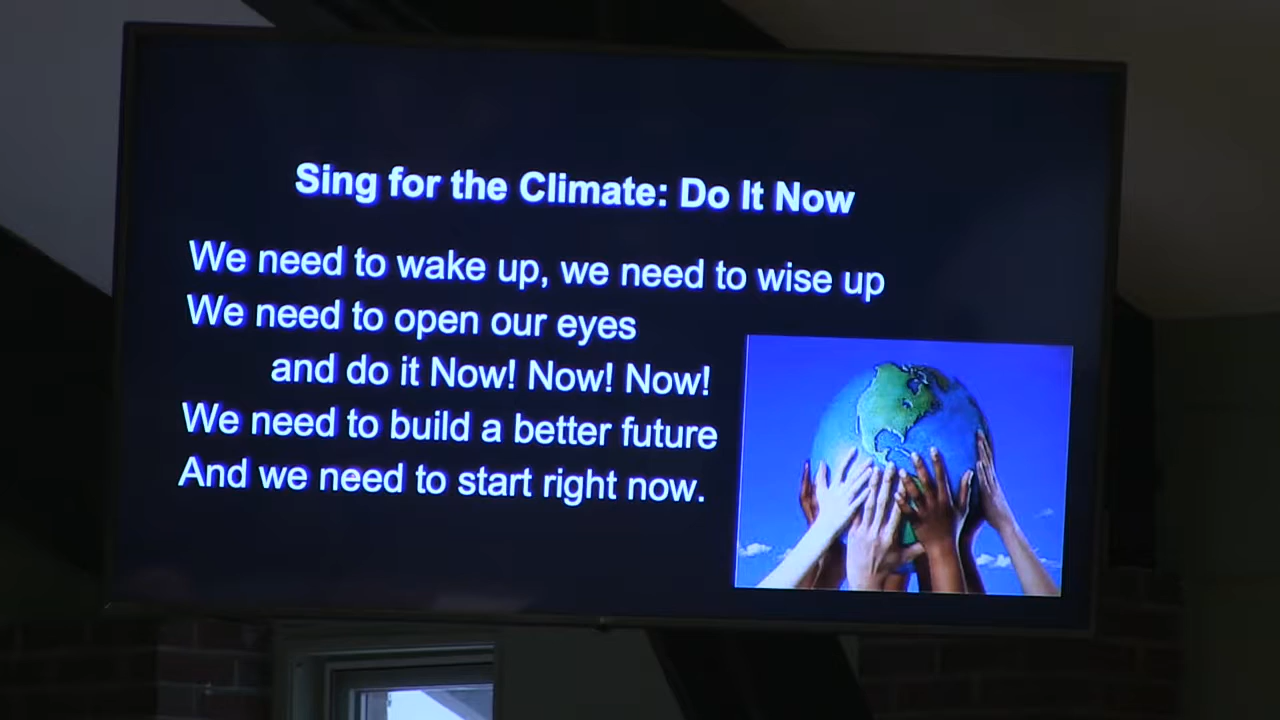 Sing for the Climate: Do It Now
We need to wake up, we need to wise up
We need to open our eyes
and do it Now! Now! Now!
We need to build a better future
And we need to start right now.